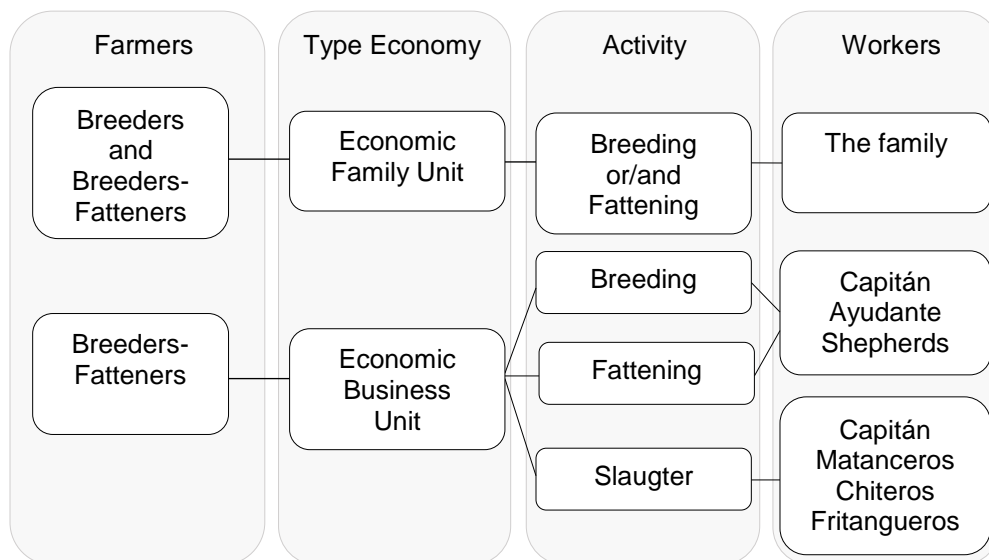 Farmers
Type Economy
Activity
Workers
Breeders
and
Breeders-
Fatteners
Economic
Family Unit
Breeding
or/and
Fattening
The family
Breeders-
Fatteners
Economic
Business
Unit
Breeding
Fattening
Slaugter
Capitán
Ayudante
Shepherds
Capitán
Matanceros
Chiteros
Fritangueros